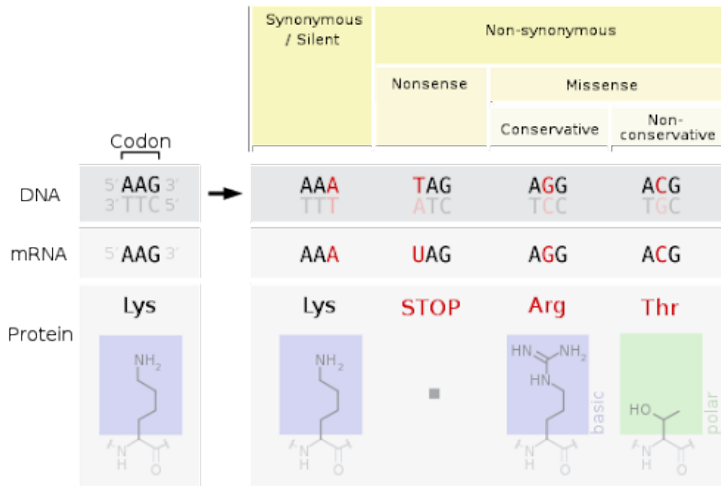 Synonymous
/ Silent
Non-synonymous
Nonsense
Missense
Conservative
Non-
conservative
Codon
DNA
5′ AAG 3′
3′ TTC 5′
AAA
TTT
TAG
ATC
AGG
TCC
ACG
TGC
mRNA
5′ AAG 3′
AAA
UAG
AGG
ACG
Protein
Lys
Lys
STOP
Arg
Thr
NH2
NH2
HN
NH2
HN
HO
basic
polar
N
H
O
N
H
O
N
H
O
N
H
O